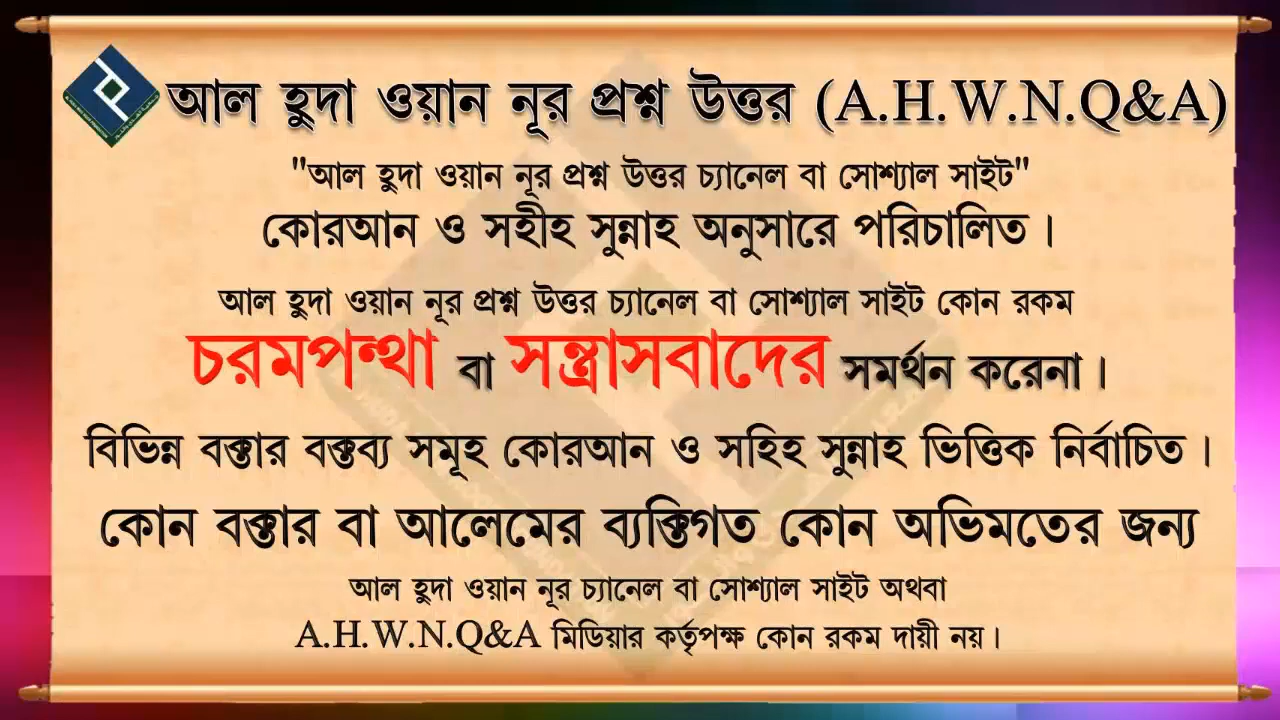 আল হুদা ওয়ান নূর প্রশ্ন উত্তর (A.H.W.N.Q&A)
"আল হুদা ওয়ান নূর প্রশ্ন উত্তর চ্যানেল বা সোশ্যাল সাইট"
কোরআন ও সহীহ সুন্নাহ অনুসারে পরিচালিত।
আল হুদা ওয়ান নূর প্রশ্ন উত্তর চ্যানেল বা সোশ্যাল সাইট কোন রকম
চরমপন্থা বা সন্ত্রাসবাদের সমর্থন করেনা।
বিভিন্ন বক্তার বক্তব্য সমূহ কোরআন ও সহিহ সুন্নাহ ভিত্তিক নির্বাচিত।
কোন বক্তার বা আলেমের ব্যক্তিগত কোন অভিমতের জন্য
আল হুদা ওয়ান নূর চ্যানেল বা সোশ্যাল সাইট অথবা
A.H.W.N.Q&A মিডিয়ার কর্তৃপক্ষ কোন রকম দায়ী নয়।